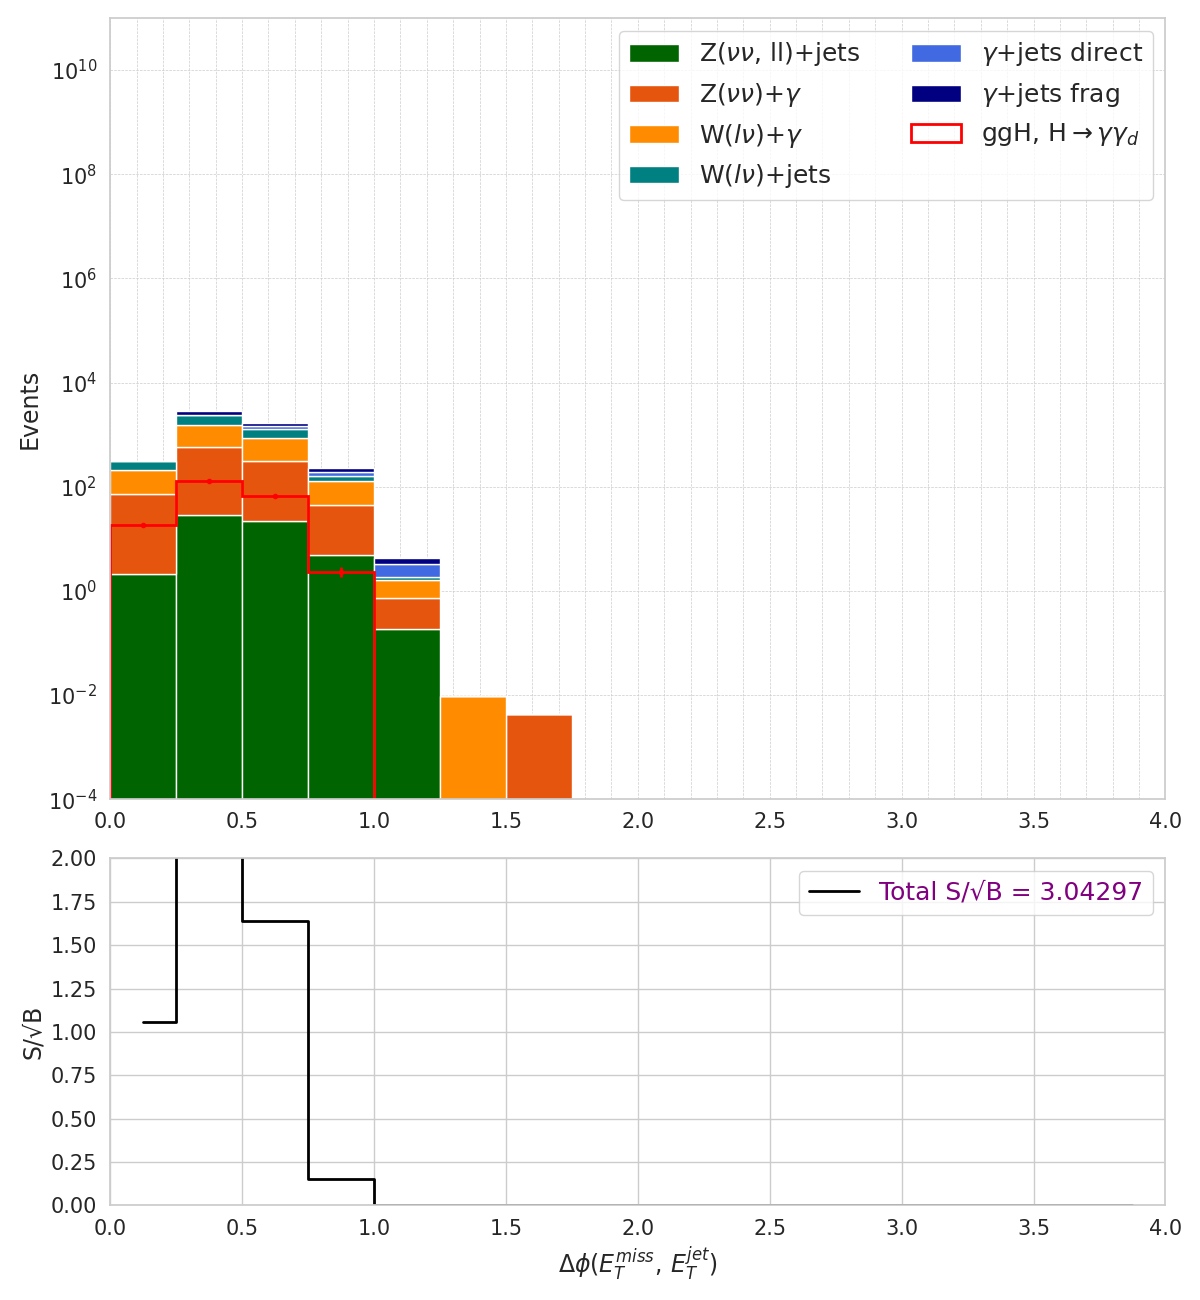 Z(νν, ll)+jets
Z(νν)+γ
W(lν)+γ
W(lν)+jets
γ+jets direct
γ+jets frag
ggH, H→γγ_d
Events
10^10
10^8
10^6
10^4
10^2
10^0
10^−2
10^−4
0.0 0.5 1.0 1.5 2.0 2.5 3.0 3.5 4.0
Total S/√B = 3.04297
S/√B
2.00
1.75
1.50
1.25
1.00
0.75
0.50
0.25
0.00
0.0 0.5 1.0 1.5 2.0 2.5 3.0 3.5 4.0
Δϕ(E_T^miss, E_T^jet)